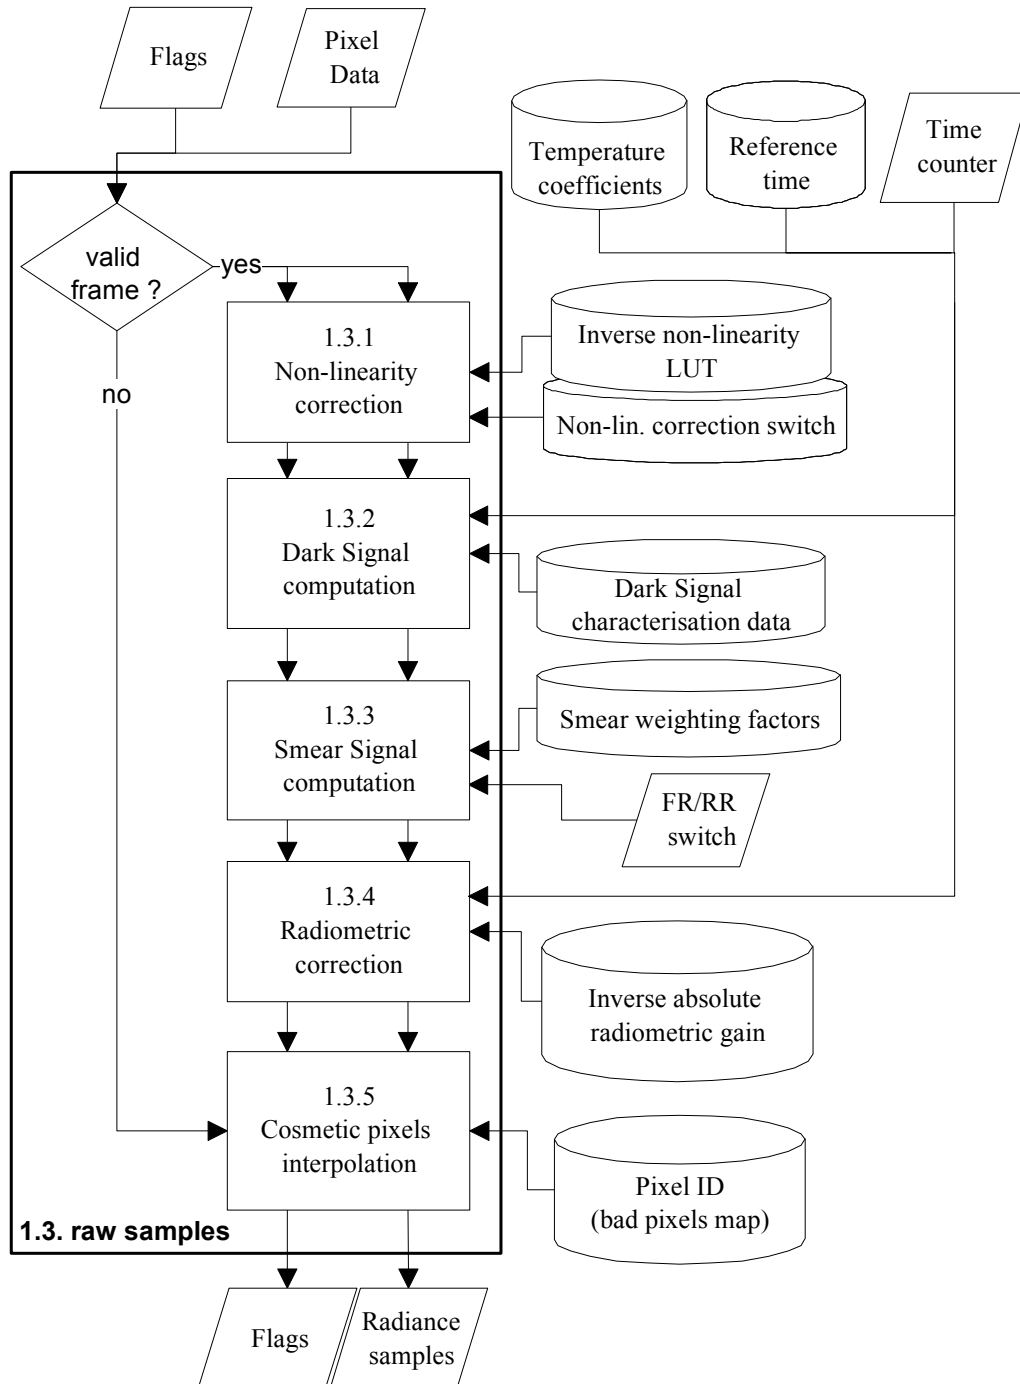 Flags
Pixel
Data
Temperature
coefficients
Reference
time
Time
counter
valid
frame ?
yes
no
1.3.1
Non-linearity
correction
Inverse non-linearity
LUT
Non-lin. correction switch
1.3.2
Dark Signal
computation
Dark Signal
characterisation data
1.3.3
Smear Signal
computation
Smear weighting factors
FR/RR
switch
1.3.4
Radiometric
correction
Inverse absolute
radiometric gain
1.3.5
Cosmetic pixels
interpolation
Pixel ID
(bad pixels map)
1.3. raw samples
Flags
Radiance
samples